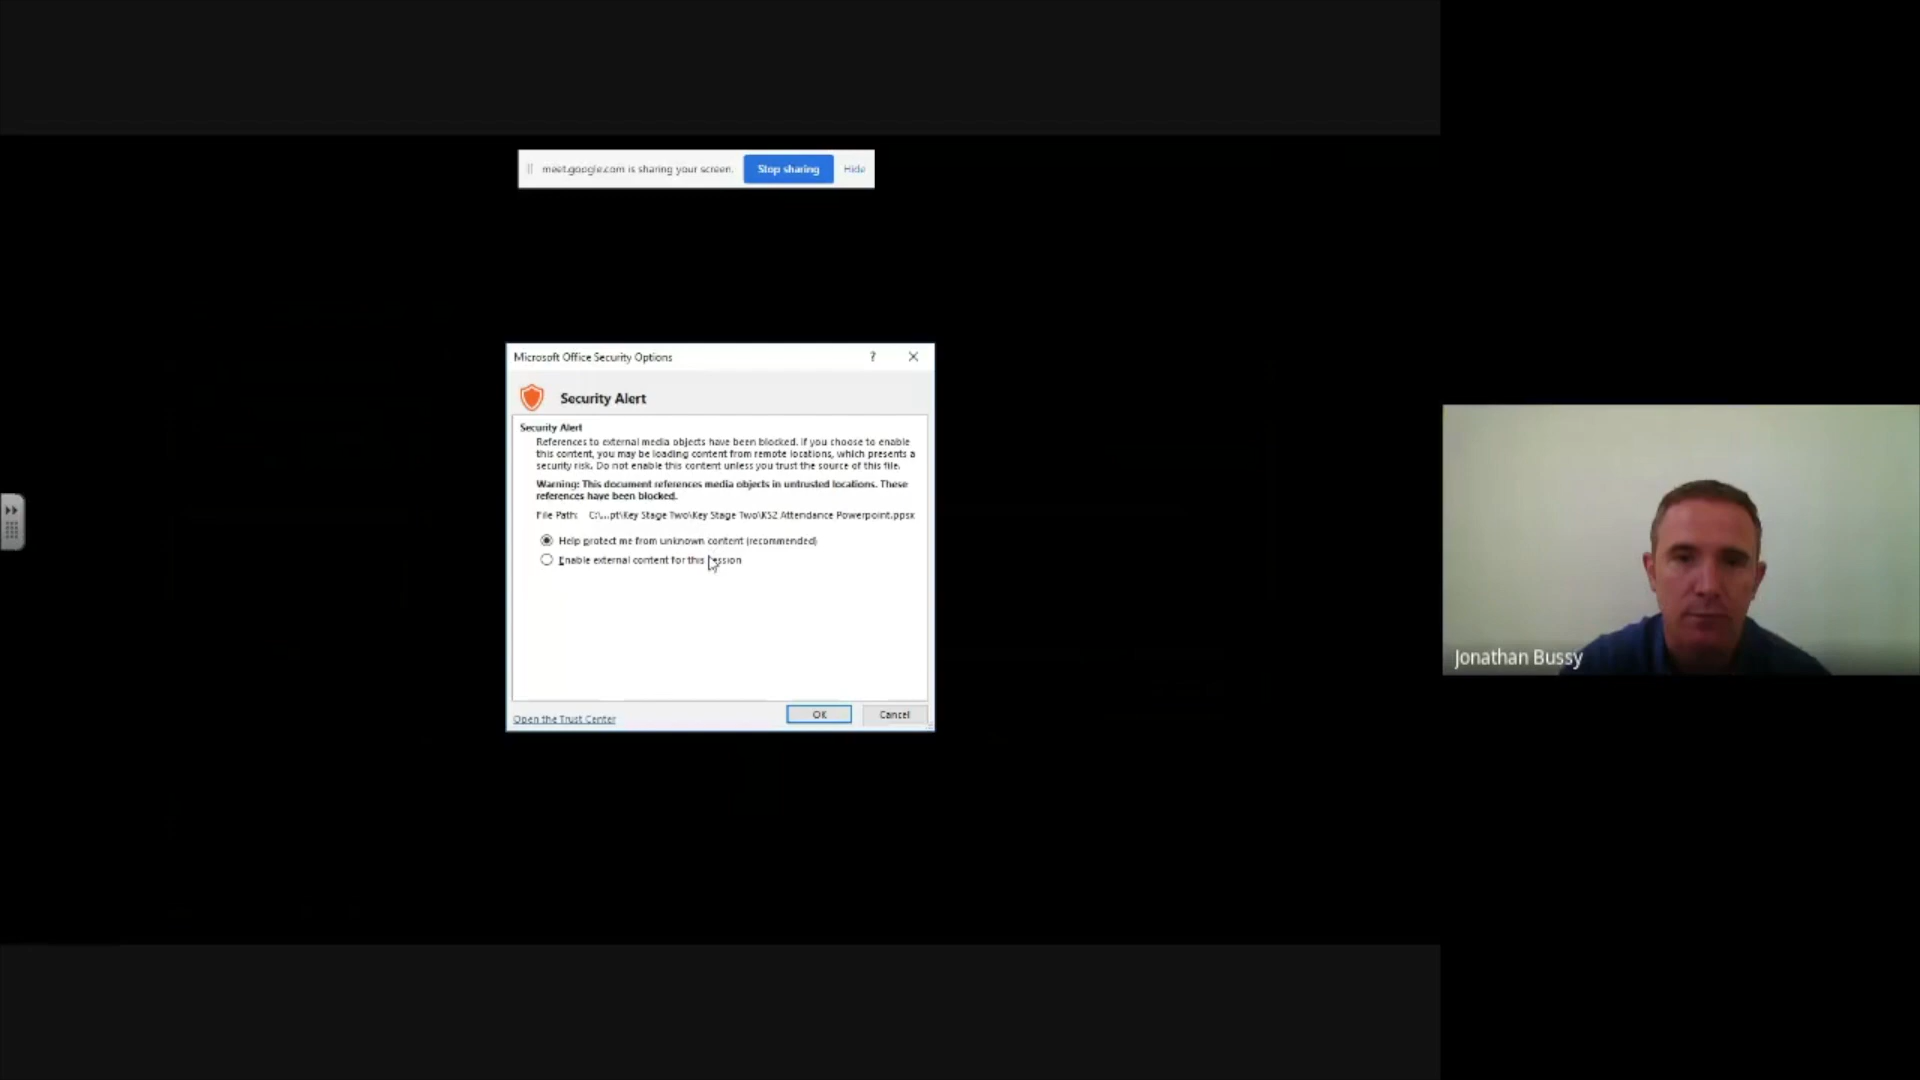 meet.google.com is sharing your screen. Stop sharing Hide
Microsoft Office Security Options ?
Security Alert
Security Alert
References to external media objects have been blocked. If you choose to enable
this content, you may be loading content from remote locations, which presents a
security risk. Do not enable this content unless you trust the source of this file.
Warning: This document references media objects in untrusted locations. These
references have been blocked.
File Path: C:\...pt\Key Stage Two\Key Stage Two\KS2 Attendance Powerpoint.ppsx
Help protect me from unknown content (recommended)
Enable external content for this session
Jonathan Bussy
Open the Trust Center OK Cancel